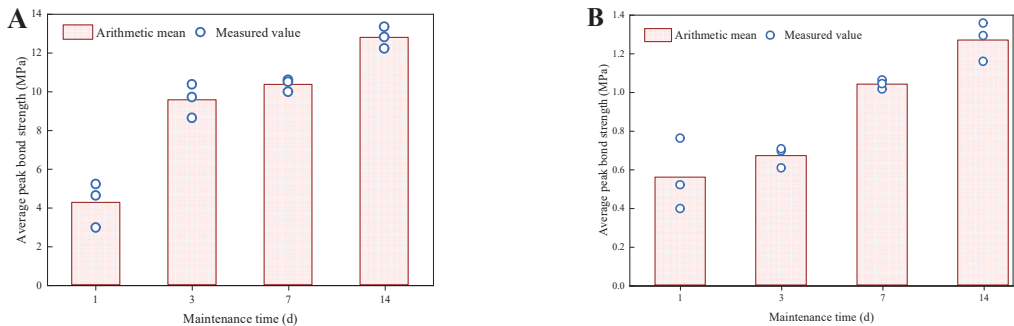 A
Average peak bond strength (MPa)
14
12
10
8
6
4
2
0
Arithmetic mean
Measured value
1
3
7
14
Maintenance time (d)
B
Average peak bond strength (MPa)
1.4
1.2
1.0
0.8
0.6
0.4
0.2
0.0
Arithmetic mean
Measured value
1
3
7
14
Maintenance time (d)